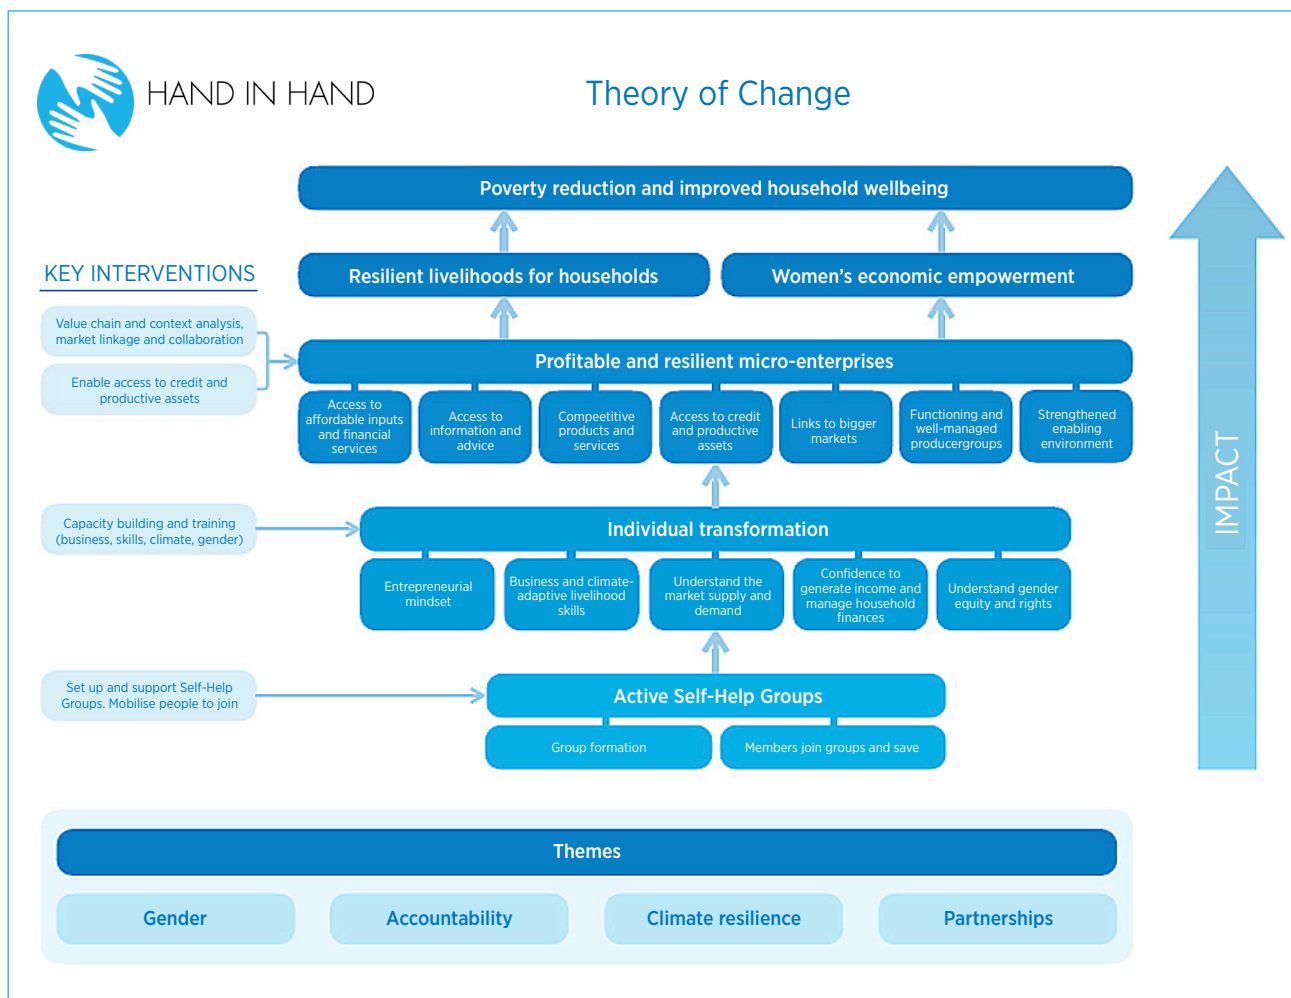 HAND IN HAND
Theory of Change
Poverty reduction and improved household wellbeing
KEY INTERVENTIONS
Resilient livelihoods for households
Women's economic empowerment
Value chain and context analysis,
market linkage and collaboration
Enable access to credit and
productive assets
Profitable and resilient micro-enterprises
Access to
affordable inputs
and financial
services
Access to
information and
advice
Compeetitive
products and
services
Access to credit
and productive
assets
Links to bigger
markets
Functioning and
well-managed
producergroups
Strengthened
enabling
environment
IMPACT
Capacity building and training
(business, skills, climate, gender)
Individual transformation
Entrepreneurial
mindset
Business and climate-
adaptive livelihood
skills
Understand the
market supply and
demand
Confidence to
generate income and
manage household
finances
Understand gender
equity and rights
Set up and support Self-Help
Groups. Mobilise people to join
Active Self-Help Groups
Group formation
Members join groups and save
Themes
Gender
Accountability
Climate resilience
Partnerships